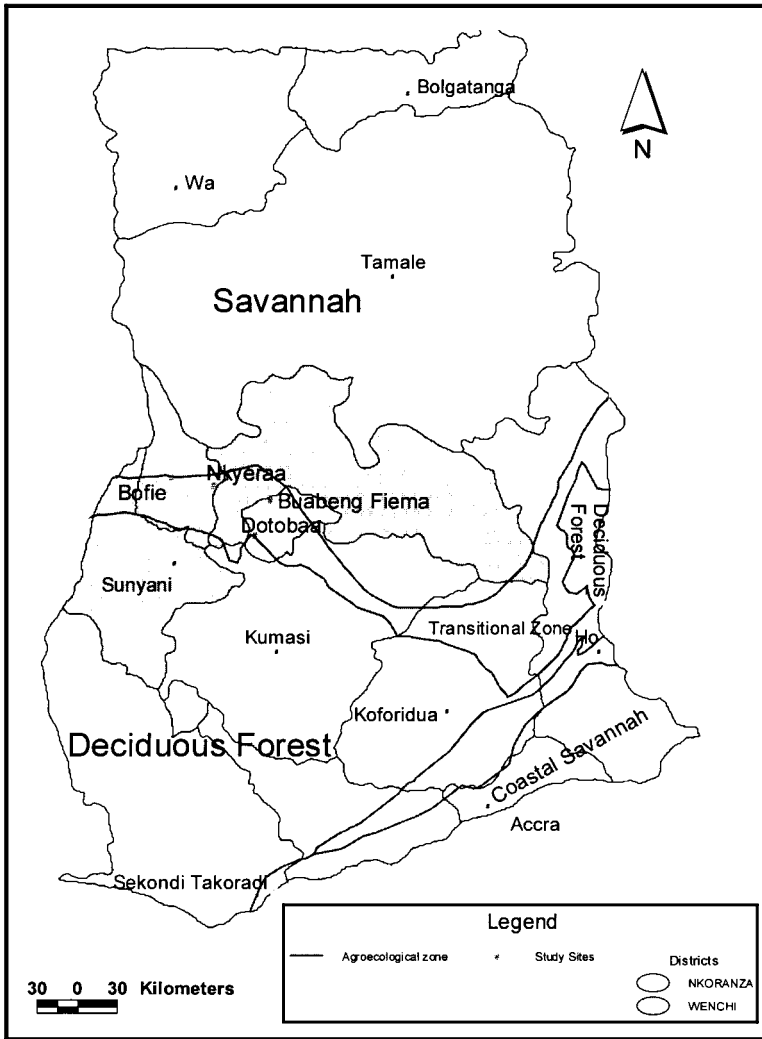 Bolgatanga
N
Wa
Tamale
Savannah
Nkyeraa
Bofie
Buabeng Fiema
Dotobaa
Deciduous
Forest
Sunyani
Transitional Zone
Ho
Kumasi
Koforidua
Deciduous Forest
Coastal Savannah
Accra
Sekondi Takoradi
Legend
Agroecological zone
Study Sites
Districts
NKORANZA
WENCHI
30 0 30 Kilometers